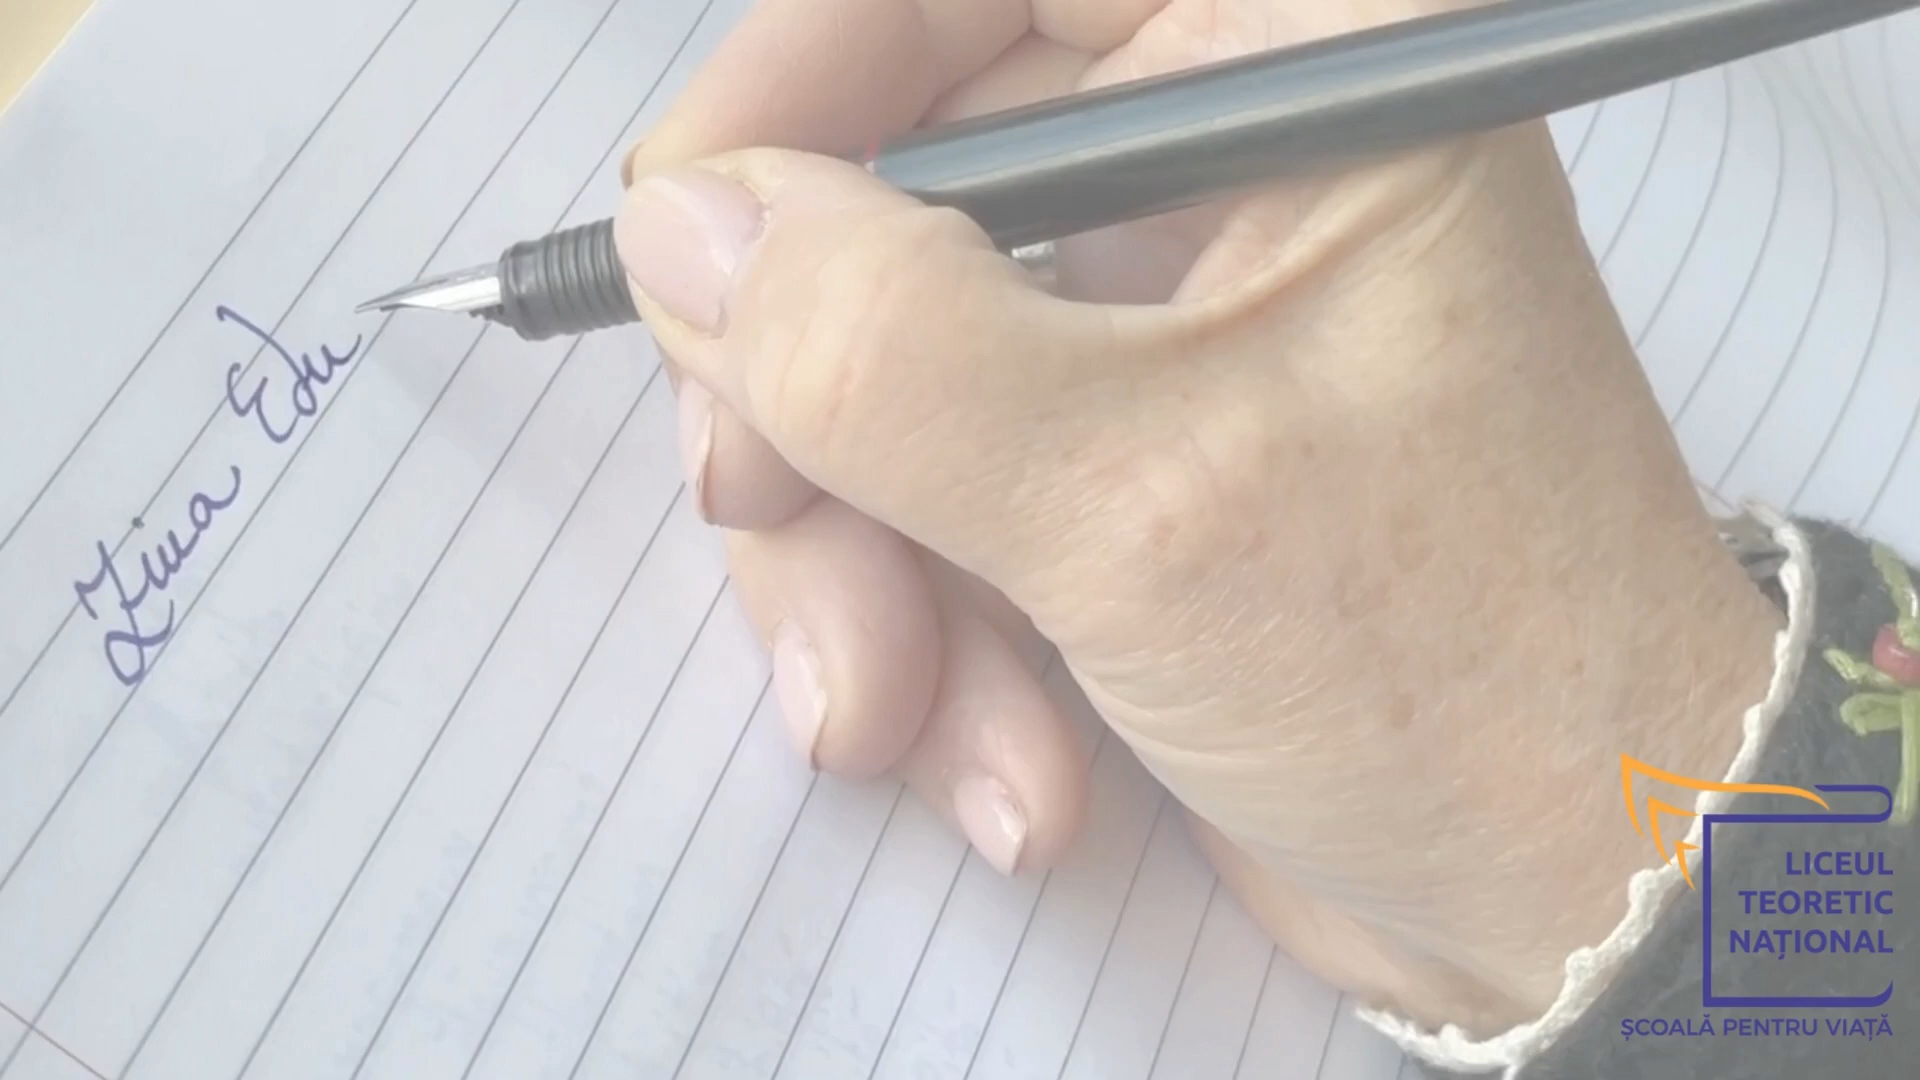 Ziua Edu
LICEUL
TEORETIC
NAȚIONAL
ȘCOALĂ PENTRU VIAȚĂ